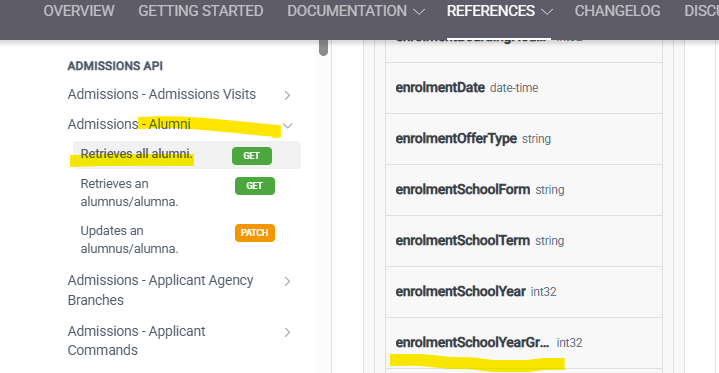 OVERVIEW GETTING STARTED DOCUMENTATION REFERENCES CHANGELOG DISCU
ADMISSIONS API
Admissions - Admissions Visits
Admissions - Alumni
Retrieves all alumni. GET
Retrieves an GET
alumnus/alumna.
Updates an PATCH
alumnus/alumna.
Admissions - Applicant Agency
Branches
Admissions - Applicant
Commands
enrolmentDate date-time
enrolmentOfferType string
enrolmentSchoolForm string
enrolmentSchoolTerm string
enrolmentSchoolYear int32
enrolmentSchoolYearGr... int32